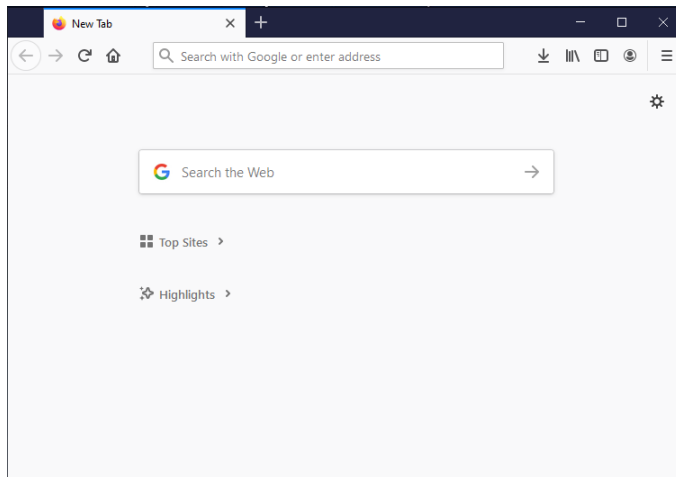 New Tab
Search with Google or enter address
Search the Web
Top Sites
Highlights